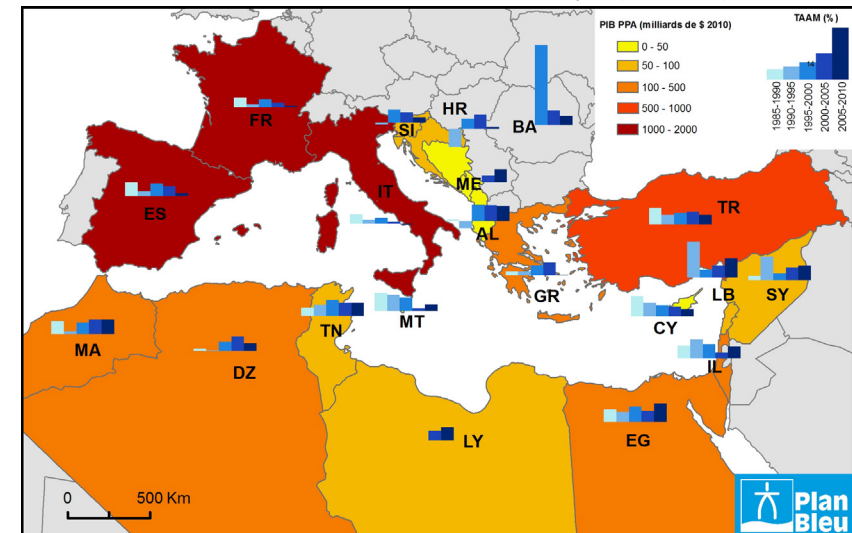 PIB PPA (milliards de $ 2010)
0 - 50
50 - 100
100 - 500
500 - 1000
1000 - 2000
TAAM (%)
14
1985-1990
1990-1995
1995-2000
2000-2005
2005-2010
FR
SI
HR
BA
ES
IT
ME
AL
TR
GR
LB
SY
CY
IL
MA
DZ
TN
MT
LY
EG
0 500 Km
Plan
Bleu